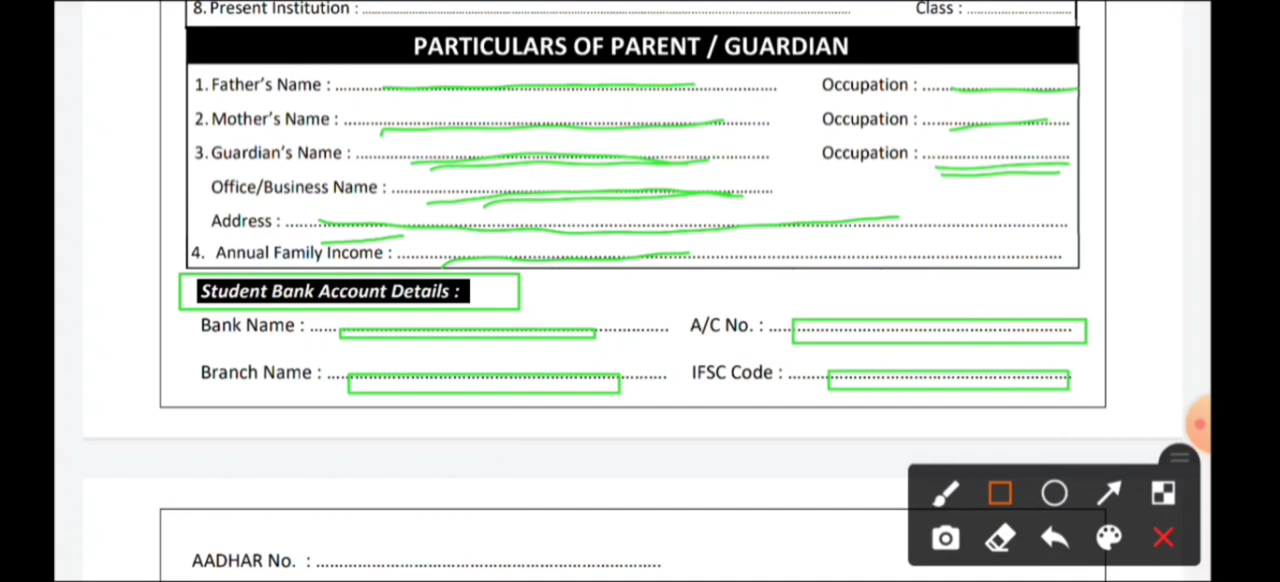 8. Present Institution : ........................ Class : ............
PARTICULARS OF PARENT / GUARDIAN
1. Father's Name : ........................ Occupation : ............
2. Mother's Name : ........................ Occupation : ............
3. Guardian's Name : ........................ Occupation : ............
Office/Business Name : ........................
Address : ........................
4. Annual Family Income : ........................
Student Bank Account Details :
Bank Name : ........................ A/C No. : ............
Branch Name : ........................ IFSC Code : ............
AADHAR No. : ........................